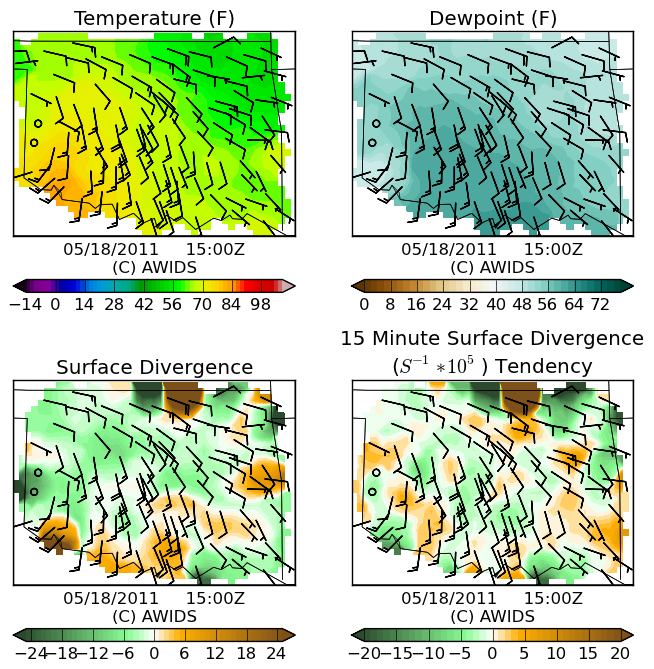 Temperature (F)
Dewpoint (F)
05/18/2011 15:00Z
(C) AWIDS
05/18/2011 15:00Z
(C) AWIDS
−14 0 14 28 42 56 70 84 98
0 8 16 24 32 40 48 56 64 72
Surface Divergence
15 Minute Surface Divergence
(S⁻¹ *10⁵ ) Tendency
05/18/2011 15:00Z
(C) AWIDS
05/18/2011 15:00Z
(C) AWIDS
−24 −18 −12 −6 0 6 12 18 24
−20 −15 −10 −5 0 5 10 15 20